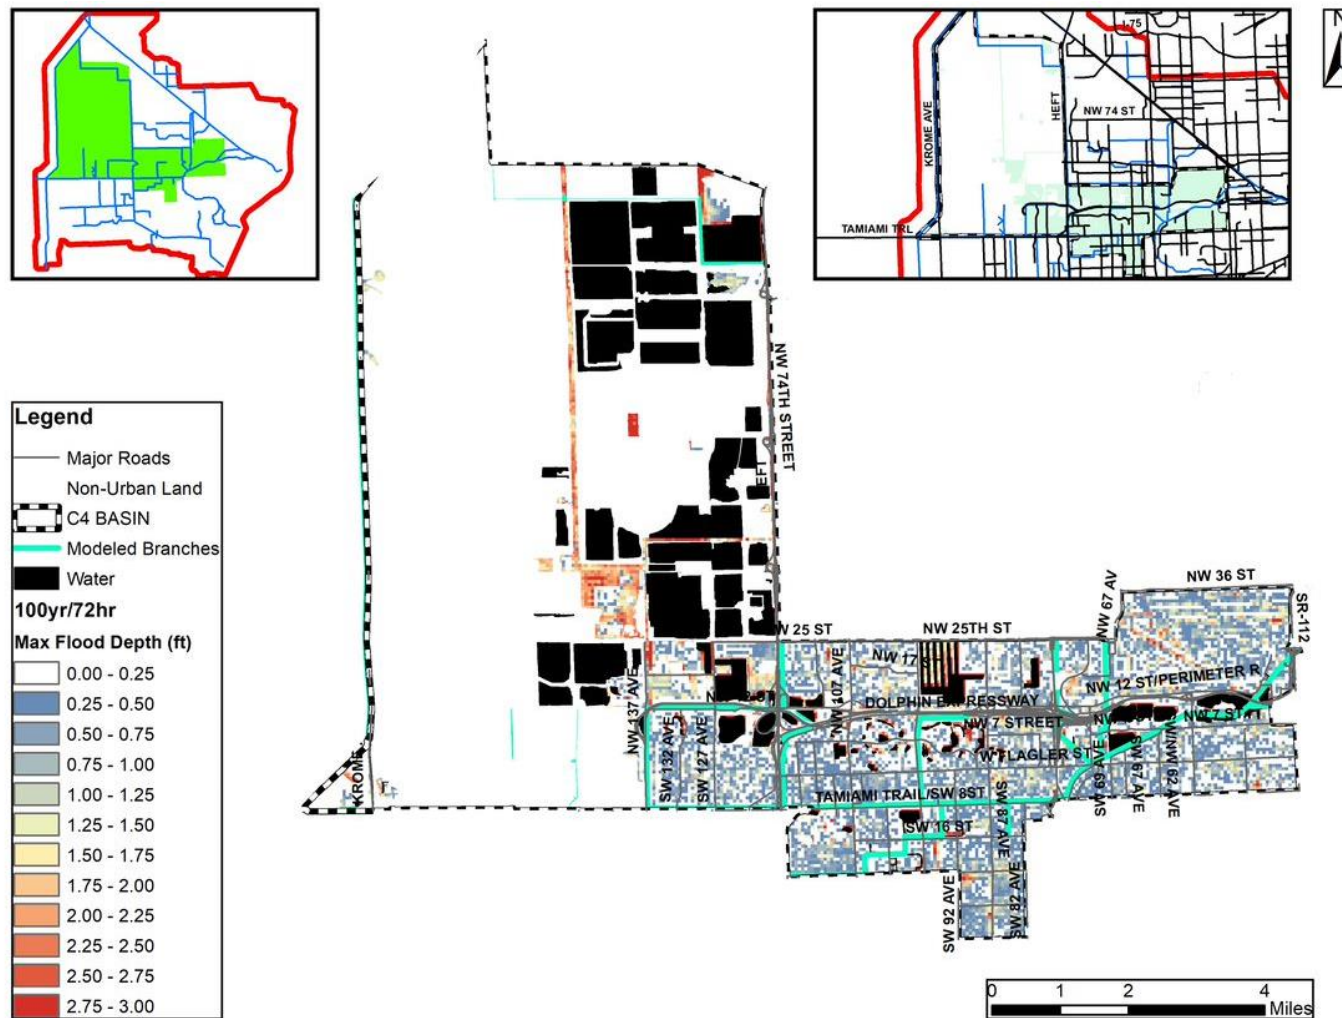 I-75
KROME AVE
HEFT
NW 74 ST
TAMIAMI TRL
N
Legend
Major Roads
Non-Urban Land
C4 BASIN
Modeled Branches
Water
100yr/72hr
Max Flood Depth (ft)
0.00 - 0.25
0.25 - 0.50
0.50 - 0.75
0.75 - 1.00
1.00 - 1.25
1.25 - 1.50
1.50 - 1.75
1.75 - 2.00
2.00 - 2.25
2.25 - 2.50
2.50 - 2.75
2.75 - 3.00
NW 74TH STREET
EFT
NW 67 AV
NW 36 ST
SR-112
25 ST
NW 25TH ST
NW 17
NW 107 AVE
NW 137 AVE
NW 12 ST/PERIMETER R
DOLPHIN EXPRESSWAY
NW 7 STREET
NW 7 ST
SW 132 AVE
SW 127 AVE
W FLAGLER ST
SW 69 AVE
SW 67 AVE
SW/NW 62 AVE
KROME
TAMIAMI TRAIL/SW 8ST
SW 87 AVE
SW 16 ST
SW 92 AVE
SW 82 AVE
0 1 2 4
Miles